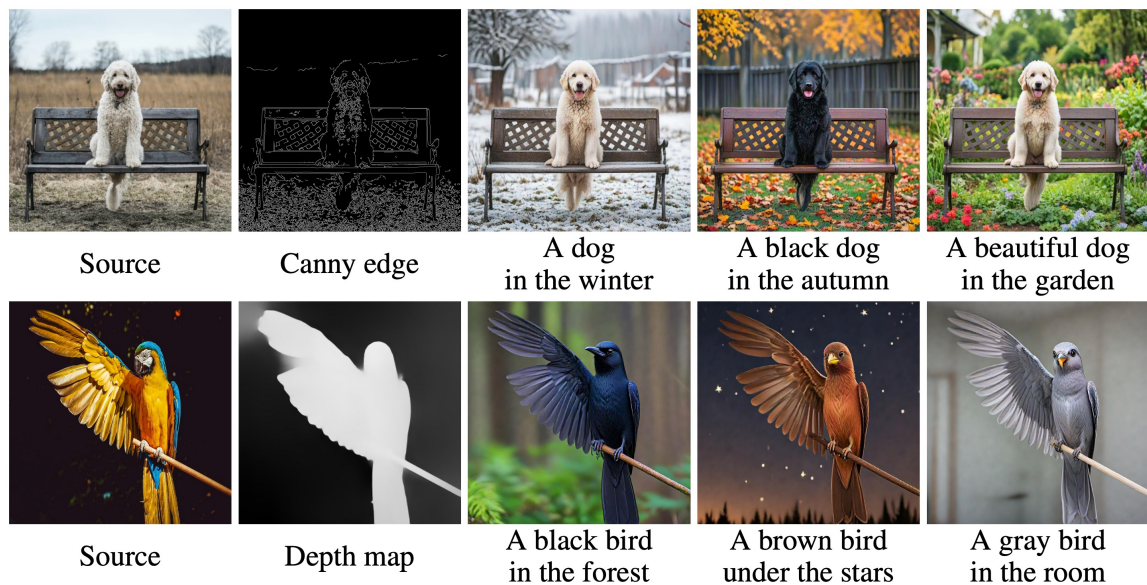 Source
Canny edge
A dog
in the winter
A black dog
in the autumn
A beautiful dog
in the garden
Source
Depth map
A black bird
in the forest
A brown bird
under the stars
A gray bird
in the room